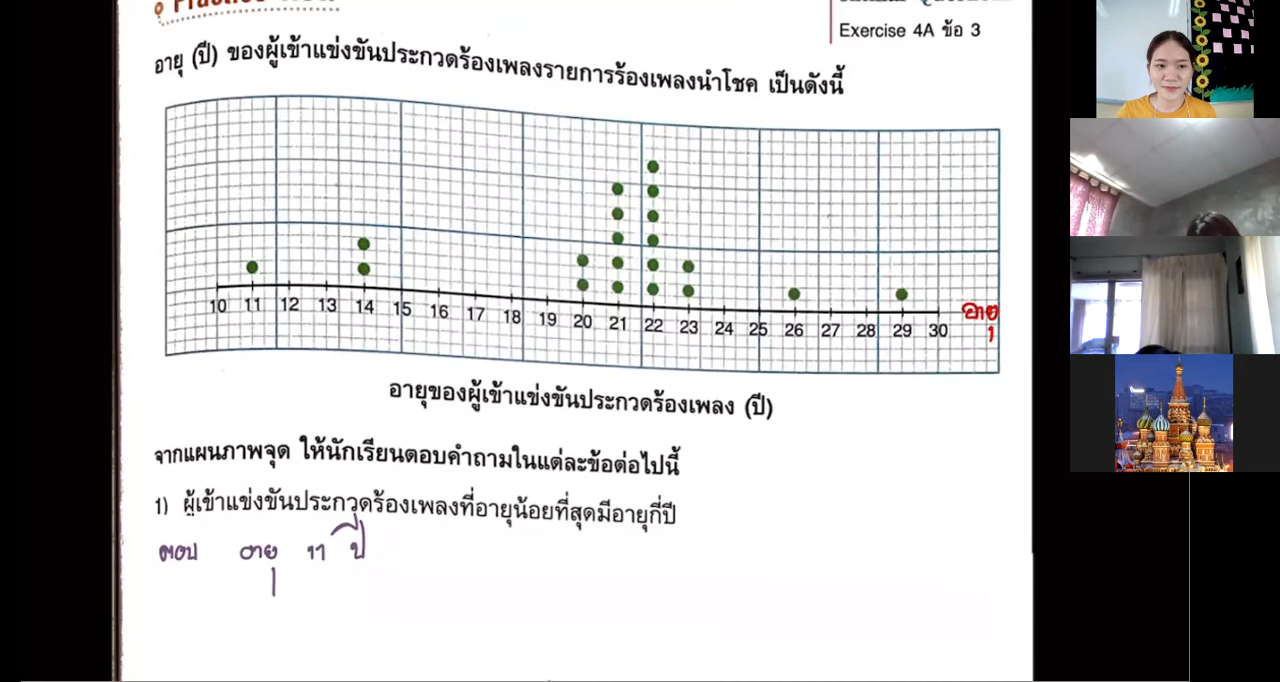 Exercise 4A ข้อ 3
อายุ (ปี) ของผู้เข้าแข่งขันประกวดร้องเพลงรายการร้องเพลงนำโชค เป็นดังนี้
10 11 12 13 14 15 16 17 18 19 20 21 22 23 24 25 26 27 28 29 30 อายุ
อายุของผู้เข้าแข่งขันประกวดร้องเพลง (ปี)
จากแผนภาพจุด ให้นักเรียนตอบคำถามในแต่ละข้อต่อไปนี้
1) ผู้เข้าแข่งขันประกวดร้องเพลงที่อายุน้อยที่สุดมีอายุกี่ปี
ตอบ อายุ 11 ปี